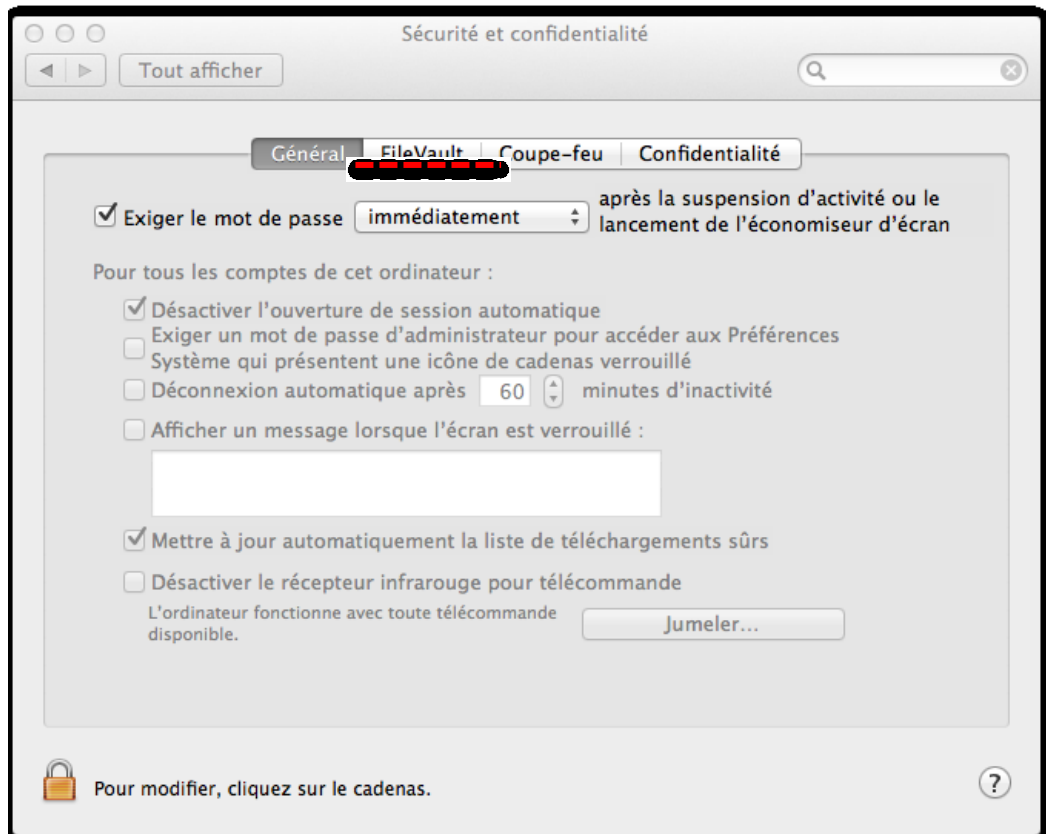 Sécurité et confidentialité
Tout afficher
Général FileVault Coupe-feu Confidentialité
Exiger le mot de passe immédiatement après la suspension d'activité ou le
lancement de l'économiseur d'écran
Pour tous les comptes de cet ordinateur :
Désactiver l'ouverture de session automatique
Exiger un mot de passe d'administrateur pour accéder aux Préférences
Système qui présentent une icône de cadenas verrouillé
Déconnexion automatique après 60 minutes d'inactivité
Afficher un message lorsque l'écran est verrouillé :
Mettre à jour automatiquement la liste de téléchargements sûrs
Désactiver le récepteur infrarouge pour télécommande
L'ordinateur fonctionne avec toute télécommande
disponible.
Jumeler...
Pour modifier, cliquez sur le cadenas.
?